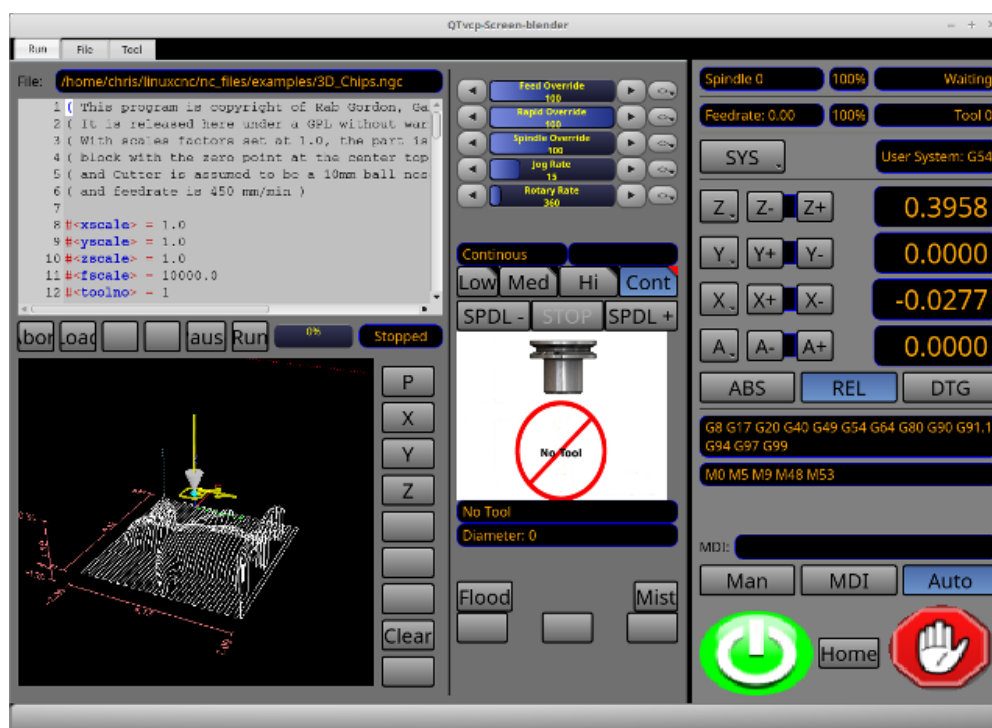 QTvcp-Screen-blender
Run File Tool
File: /home/chris/linuxcnc/nc_files/examples/3D_Chips.ngc
1 ( This program is copyright of Rab Gordon, Ga
2 ( It is released here under a GPL without war
3 ( With scales factors set at 1.0, the part is
4 ( block with the zero point at the center top
5 ( and Cutter is assumed to be a 10mm ball nos
6 ( and feedrate is 450 mm/min )
7
8 #<xscale> = 1.0
9 #<yscale> = 1.0
10 #<zscale> = 1.0
11 #<fscale> = 10000.0
12 #<toolno> = 1
bor Load aus Run 0% Stopped
P
X
Y
Z
Clear
Feed Override
100
Rapid Override
100
Spindle Override
100
Jog Rate
15
Rotary Rate
360
Continous
Low Med Hi Cont
SPDL - STOP SPDL +
No Tool
No Tool
Diameter: 0
Flood Mist
Spindle 0 100% Waiting
Feedrate: 0.00 100% Tool 0
SYS User System: G54
Z Z- Z+ 0.3958
Y Y+ Y- 0.0000
X X+ X- -0.0277
A A- A+ 0.0000
ABS REL DTG
G8 G17 G20 G40 G49 G54 G64 G80 G90 G91.1
G94 G97 G99
M0 M5 M9 M48 M53
MDI:
Man MDI Auto
Home